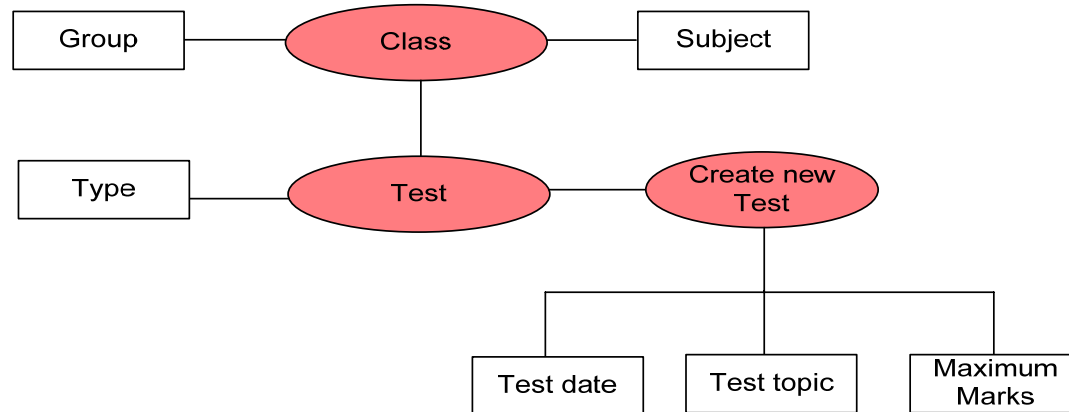 Group
Class
Subject
Type
Test
Create new
Test
Test date
Test topic
Maximum
Marks